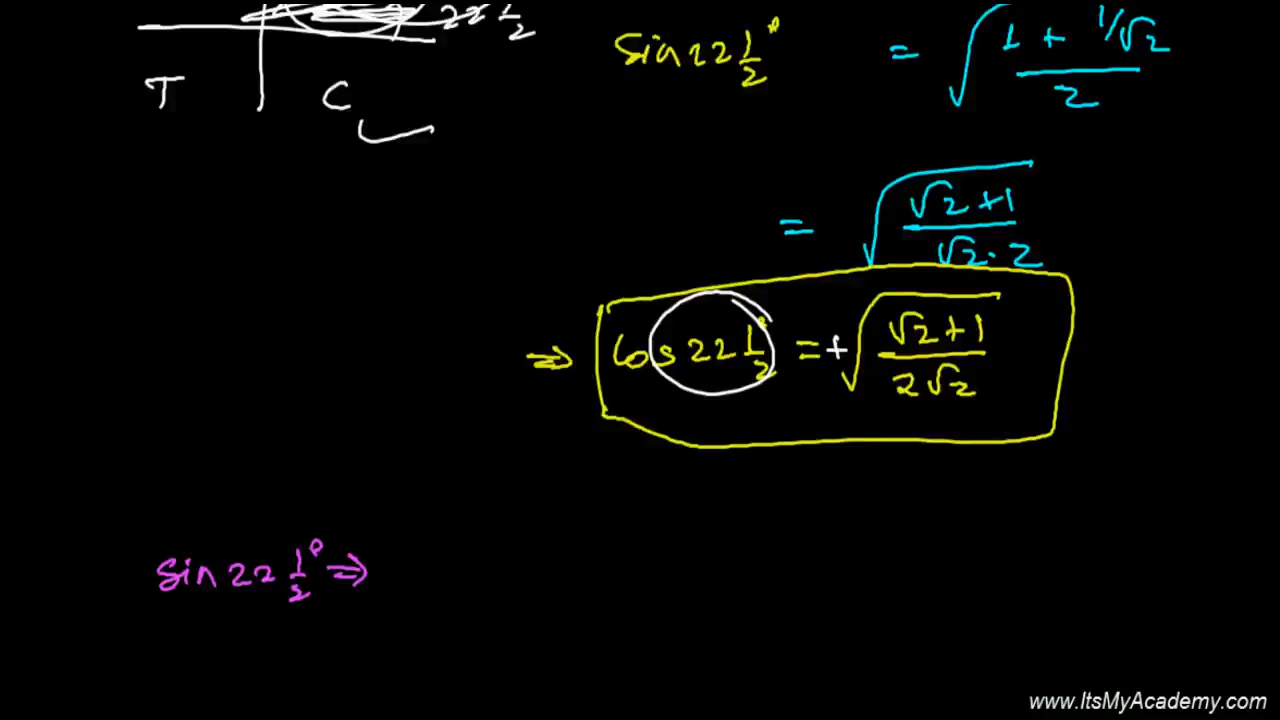 22 1/2
sin 22 1/2° = √((1 + 1/√2)/2)
T C
= √((√2 + 1)/(√2 · 2))
⇒ Cos 22 1/2° = +√((√2 + 1)/(2√2))
sin 22 1/2° ⇒
www.ItsMyAcademy.com